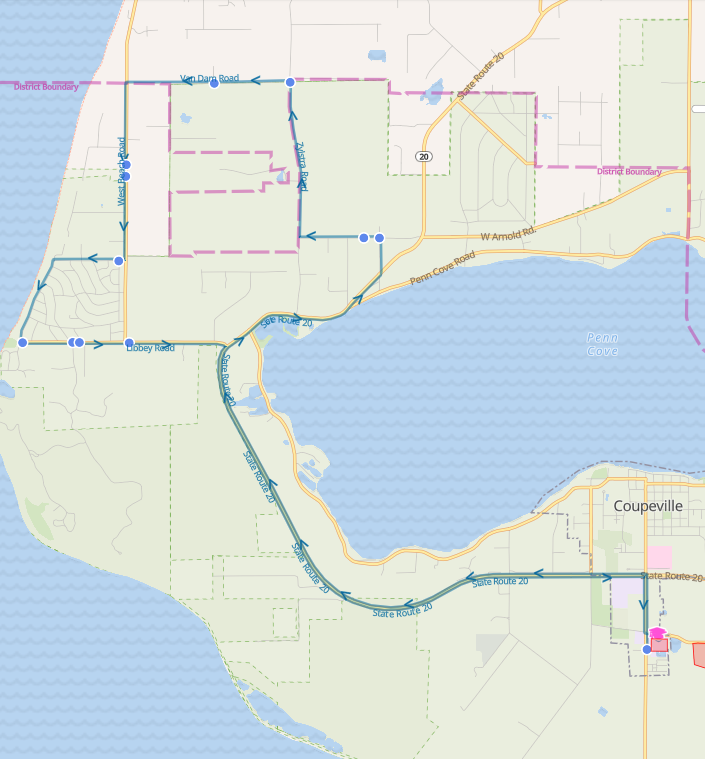 State Route 20
Van Dam Road
District Boundary
West Beach Road
Zylstra Road
20
District Boundary
W Arnold Rd.
Penn Cove Road
State Route 20
Libbey Road
Penn
Cove
State Route 20
State Route 20
Coupeville
State Route 20
State Route 20
State Route 20
State Route 20